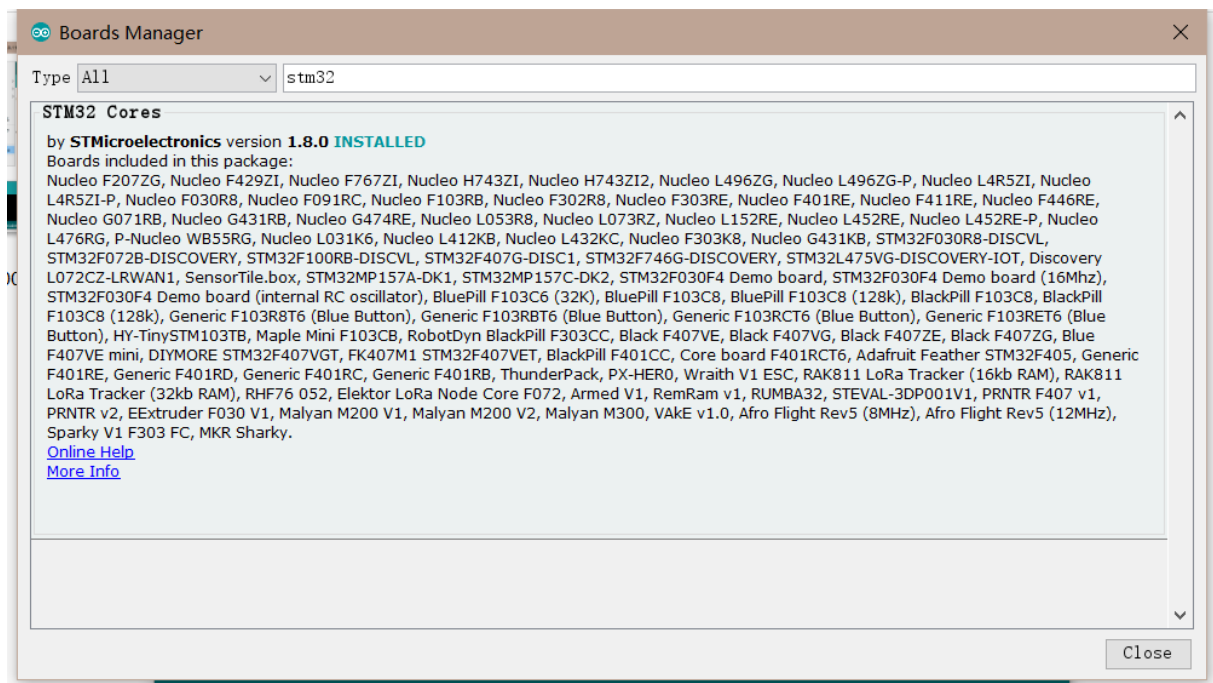 Boards Manager
Type All stm32
STM32 Cores
by STMicroelectronics version 1.8.0 INSTALLED
Boards included in this package:
Nucleo F207ZG, Nucleo F429ZI, Nucleo F767ZI, Nucleo H743ZI, Nucleo H743ZI2, Nucleo L496ZG, Nucleo L496ZG-P, Nucleo L4R5ZI, Nucleo
L4R5ZI-P, Nucleo F030R8, Nucleo F091RC, Nucleo F103RB, Nucleo F302R8, Nucleo F303RE, Nucleo F401RE, Nucleo F411RE, Nucleo F446RE,
Nucleo G071RB, Nucleo G431RB, Nucleo G474RE, Nucleo L053R8, Nucleo L073RZ, Nucleo L152RE, Nucleo L452RE, Nucleo L452RE-P, Nucleo
L476RG, P-Nucleo WB55RG, Nucleo L031K6, Nucleo L412KB, Nucleo L432KC, Nucleo F303K8, Nucleo G431KB, STM32F030R8-DISCVL,
STM32F072B-DISCOVERY, STM32F100RB-DISCVL, STM32F407G-DISC1, STM32F746G-DISCOVERY, STM32L475VG-DISCOVERY-IOT, Discovery
L072CZ-LRWAN1, SensorTile.box, STM32MP157A-DK1, STM32MP157C-DK2, STM32F030F4 Demo board, STM32F030F4 Demo board (16Mhz),
STM32F030F4 Demo board (internal RC oscillator), BluePill F103C6 (32K), BluePill F103C8, BluePill F103C8 (128k), BlackPill F103C8, BlackPill
F103C8 (128k), Generic F103R8T6 (Blue Button), Generic F103RBT6 (Blue Button), Generic F103RCT6 (Blue Button), Generic F103RET6 (Blue
Button), HY-TinySTM103TB, Maple Mini F103CB, RobotDyn BlackPill F303CC, Black F407VE, Black F407VG, Black F407ZE, Black F407ZG, Blue
F407VE mini, DIYMORE STM32F407VGT, FK407M1 STM32F407VET, BlackPill F401CC, Core board F401RCT6, Adafruit Feather STM32F405, Generic
F401RE, Generic F401RD, Generic F401RC, Generic F401RB, ThunderPack, PX-HER0, Wraith V1 ESC, RAK811 LoRa Tracker (16kb RAM), RAK811
LoRa Tracker (32kb RAM), RHF76 052, Elektor LoRa Node Core F072, Armed V1, RemRam v1, RUMBA32, STEVAL-3DP001V1, PRNTR F407 v1,
PRNTR v2, EExtruder F030 V1, Malyan M200 V1, Malyan M200 V2, Malyan M300, VAkE v1.0, Afro Flight Rev5 (8MHz), Afro Flight Rev5 (12MHz),
Sparky V1 F303 FC, MKR Sharky.
Online Help
More Info
Close